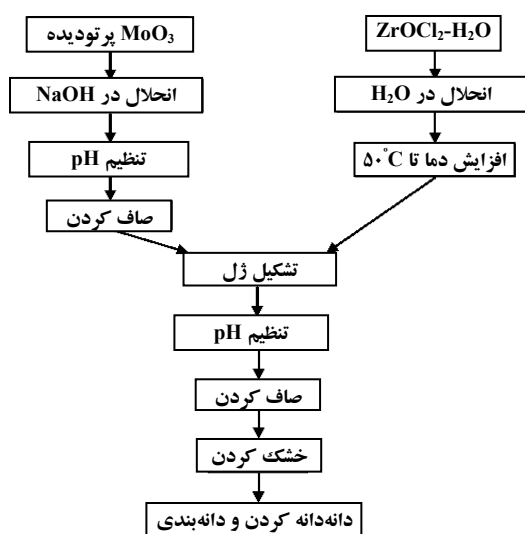 MoO₃ پرتودیده
ZrOCl₂-H₂O
انحلال در NaOH
انحلال در H₂O
تنظیم pH
افزایش دما تا ۵۰°C
صاف کردن
تشکیل ژل
تنظیم pH
صاف کردن
خشک کردن
دانه‌دانه کردن و دانه‌بندی